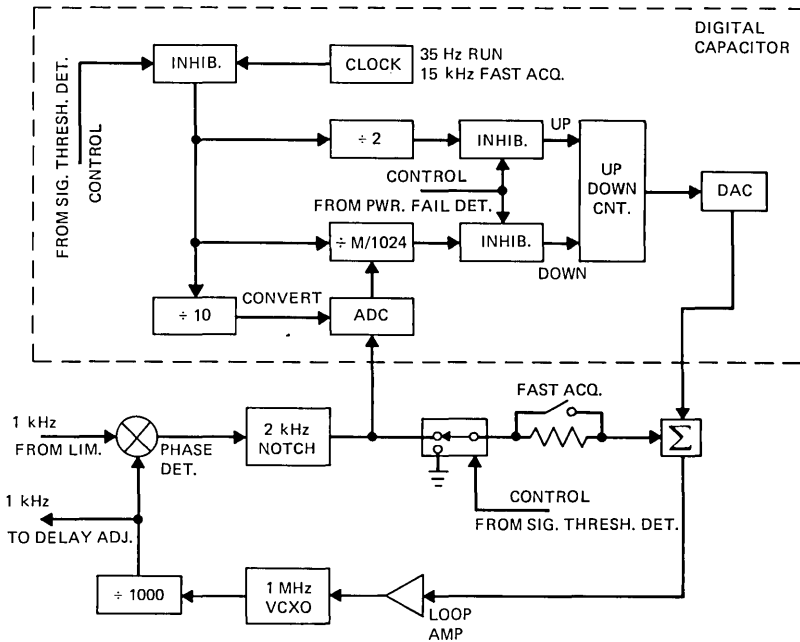 DIGITAL
CAPACITOR
FROM SIG. THRESH. DET.
CONTROL
INHIB.
CLOCK
35 Hz RUN
15 kHz FAST ACQ.
÷ 2
INHIB.
UP
CONTROL
FROM PWR. FAIL DET.
UP
DOWN
CNT.
DAC
÷ M/1024
INHIB.
DOWN
÷ 10
CONVERT
ADC
FAST ACQ.
1 kHz
FROM LIM.
PHASE
DET.
2 kHz
NOTCH
Σ
CONTROL
FROM SIG. THRESH. DET.
1 kHz
TO DELAY ADJ.
÷ 1000
1 MHz
VCXO
LOOP
AMP